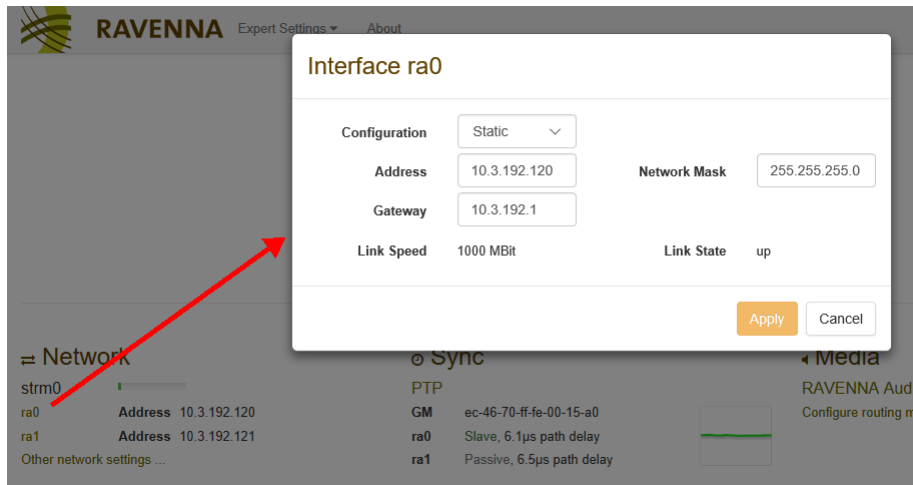 RAVENNA Expert Settings About
Interface ra0
Configuration Static
Address 10.3.192.120 Network Mask 255.255.255.0
Gateway 10.3.192.1
Link Speed 1000 MBit Link State up
Apply Cancel
Network Sync Media
strm0 PTP RAVENNA Aud
ra0 Address 10.3.192.120 GM ec-46-70-ff-fe-00-15-a0 Configure routing m
ra1 Address 10.3.192.121 ra0 Slave, 6.1µs path delay
Other network settings ... ra1 Passive, 6.5µs path delay